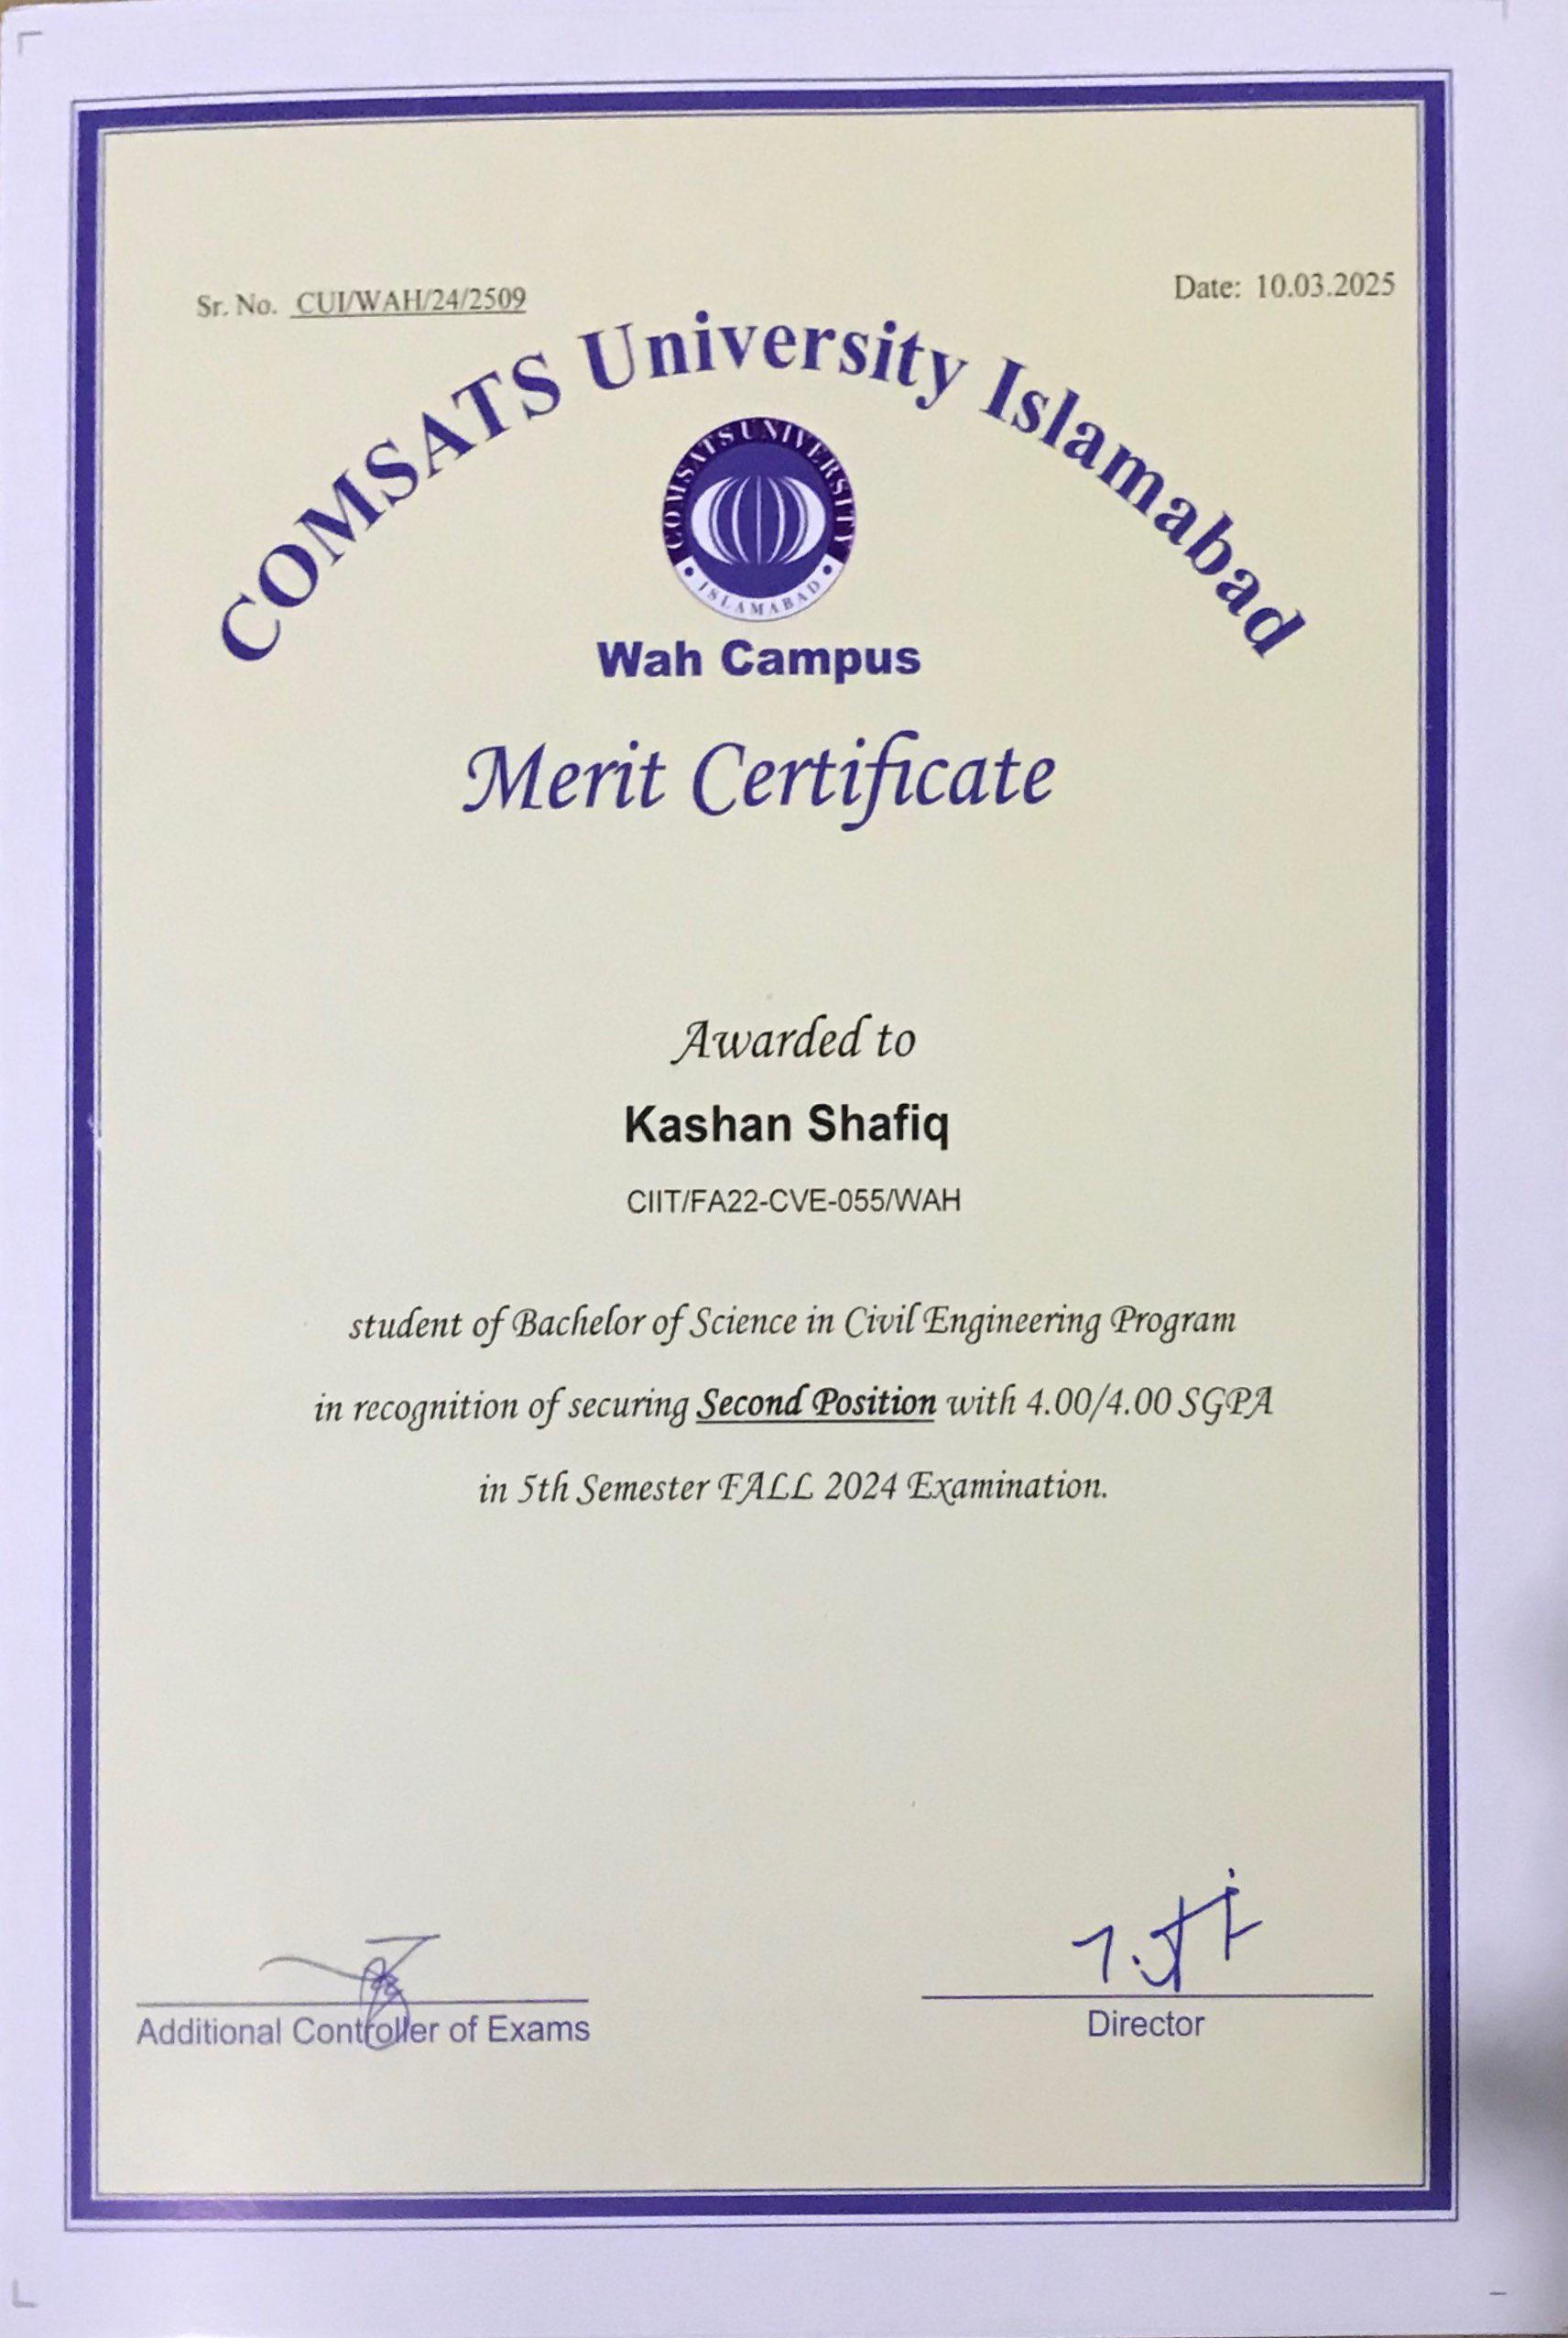 Sr. No. CUI/WAH/24/2509
Date: 10.03.2025
COMSATS University Islamabad
COMSATS UNIVERSITY
• ISLAMABAD •
Wah Campus
Merit Certificate
Awarded to
Kashan Shafiq
CIIT/FA22-CVE-055/WAH
student of Bachelor of Science in Civil Engineering Program
in recognition of securing Second Position with 4.00/4.00 SGPA
in 5th Semester FALL 2024 Examination.
Additional Controller of Exams
Director